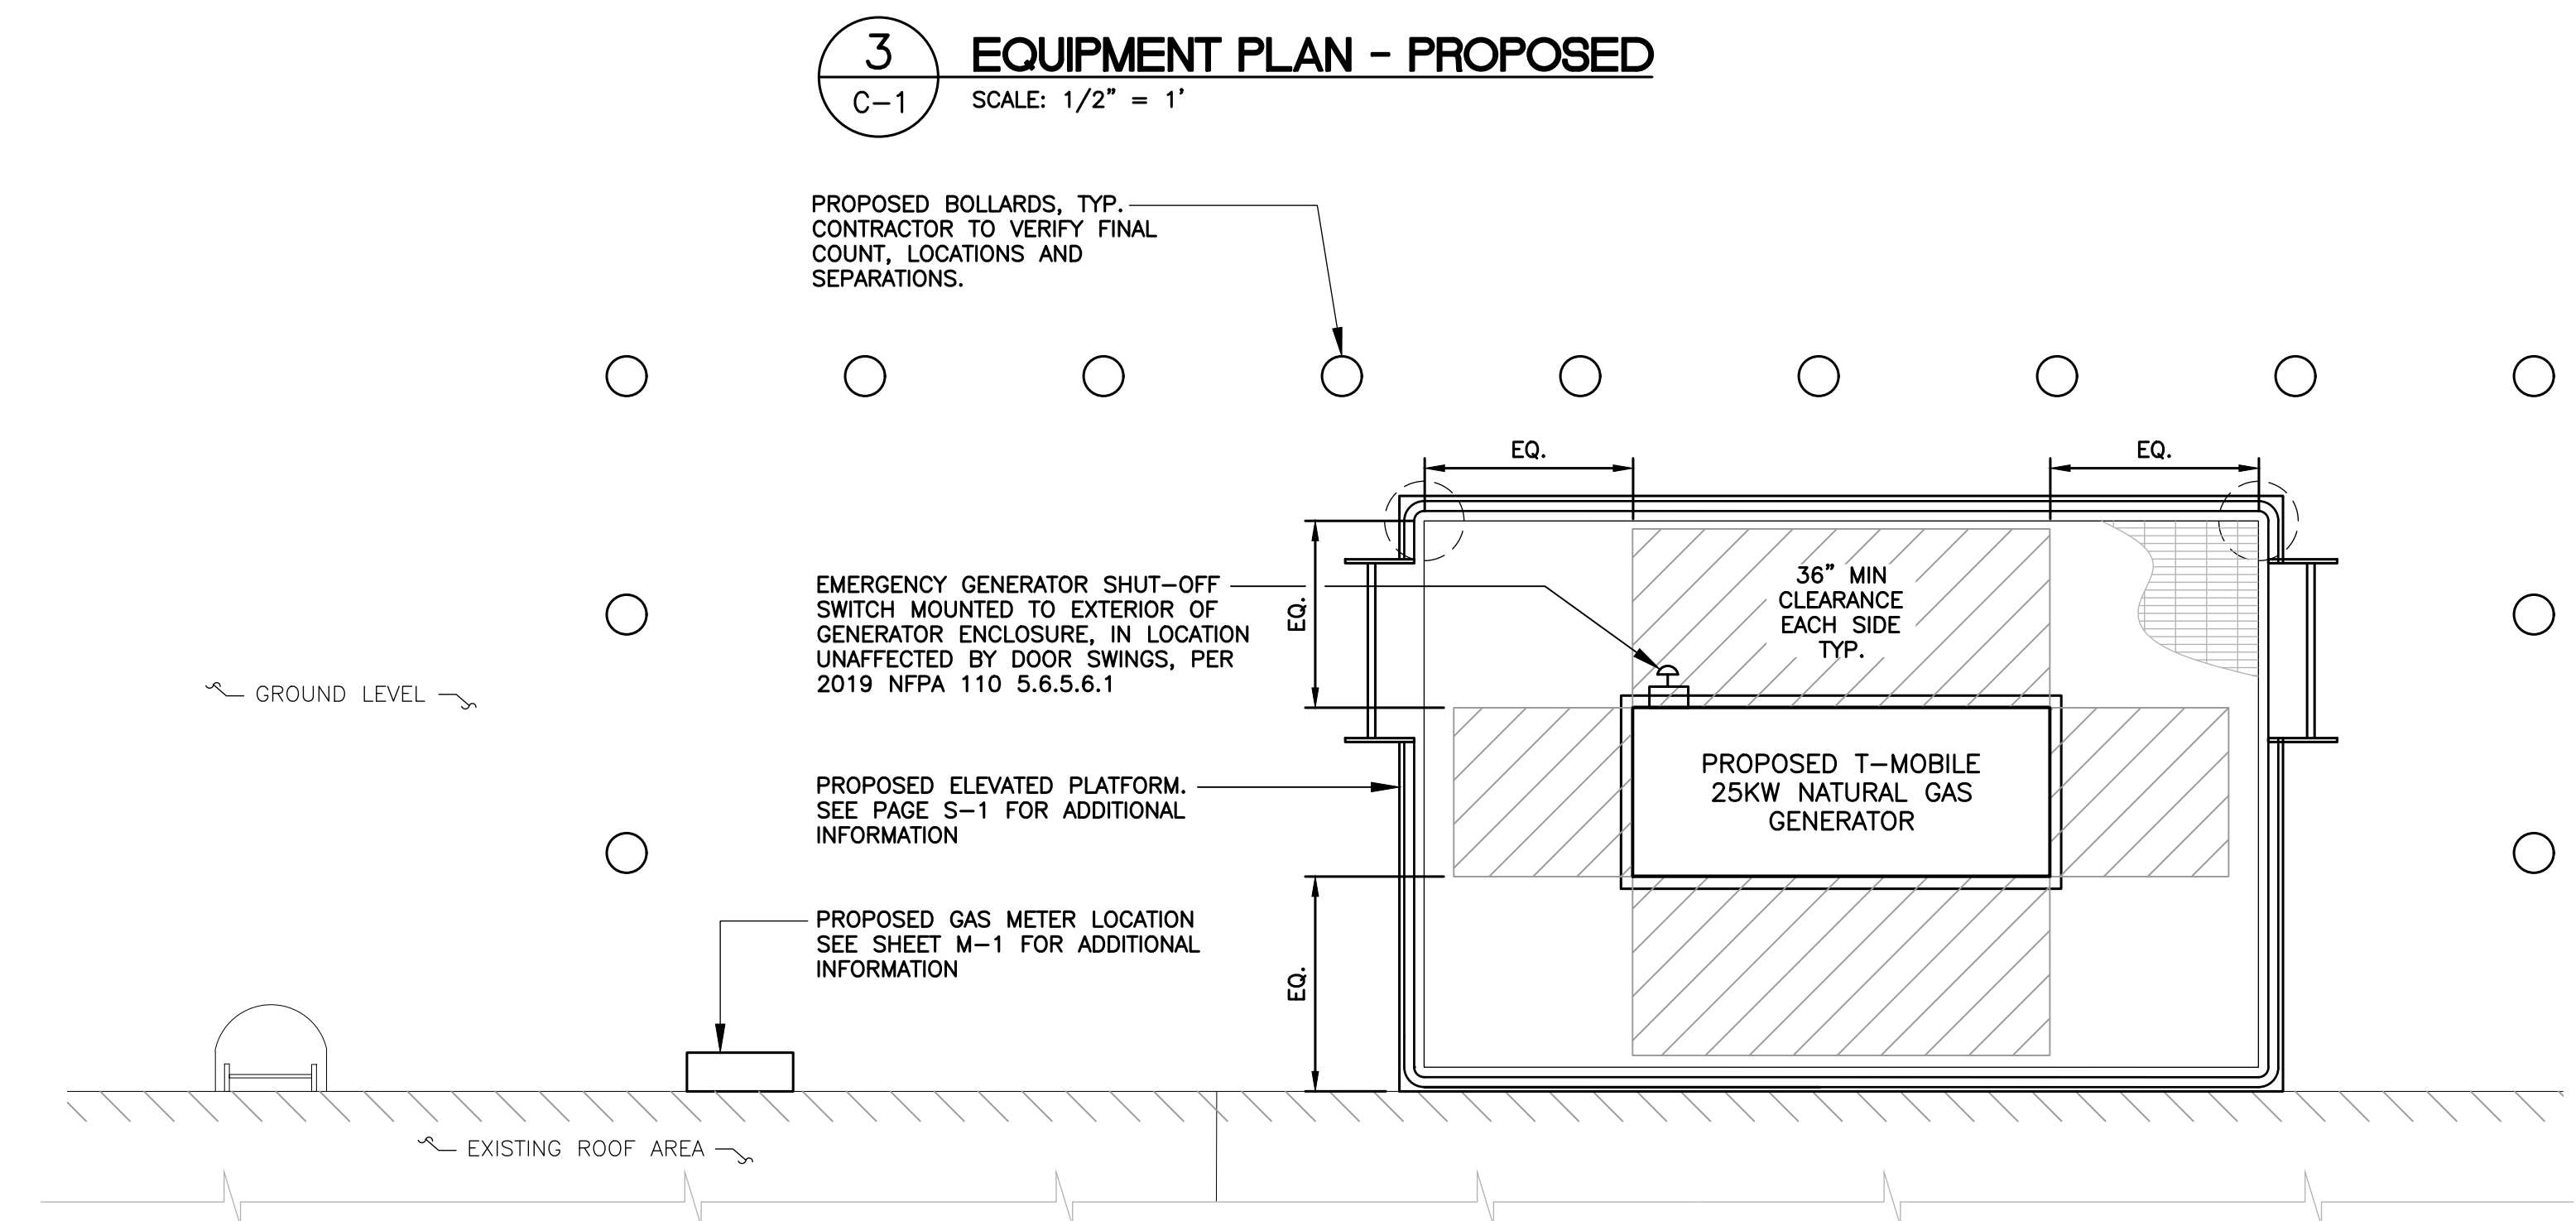 3
C-1
EQUIPMENT PLAN - PROPOSED
SCALE: 1/2" = 1'
PROPOSED BOLLARDS, TYP.
CONTRACTOR TO VERIFY FINAL
COUNT, LOCATIONS AND
SEPARATIONS.
EQ.
EQ.
EMERGENCY GENERATOR SHUT-OFF
SWITCH MOUNTED TO EXTERIOR OF
GENERATOR ENCLOSURE, IN LOCATION
UNAFFECTED BY DOOR SWINGS, PER
2019 NFPA 110 5.6.5.6.1
EQ.
36" MIN
CLEARANCE
EACH SIDE
TYP.
GROUND LEVEL
PROPOSED ELEVATED PLATFORM.
SEE PAGE S-1 FOR ADDITIONAL
INFORMATION
PROPOSED T-MOBILE
25KW NATURAL GAS
GENERATOR
PROPOSED GAS METER LOCATION
SEE SHEET M-1 FOR ADDITIONAL
INFORMATION
EQ.
EXISTING ROOF AREA